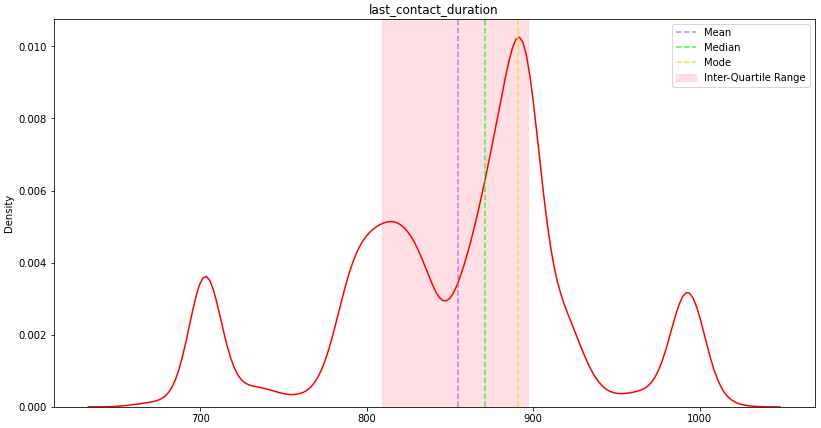 last_contact_duration
Mean
Median
Mode
Inter-Quartile Range
Density
0.010
0.008
0.006
0.004
0.002
0.000
700 800 900 1000